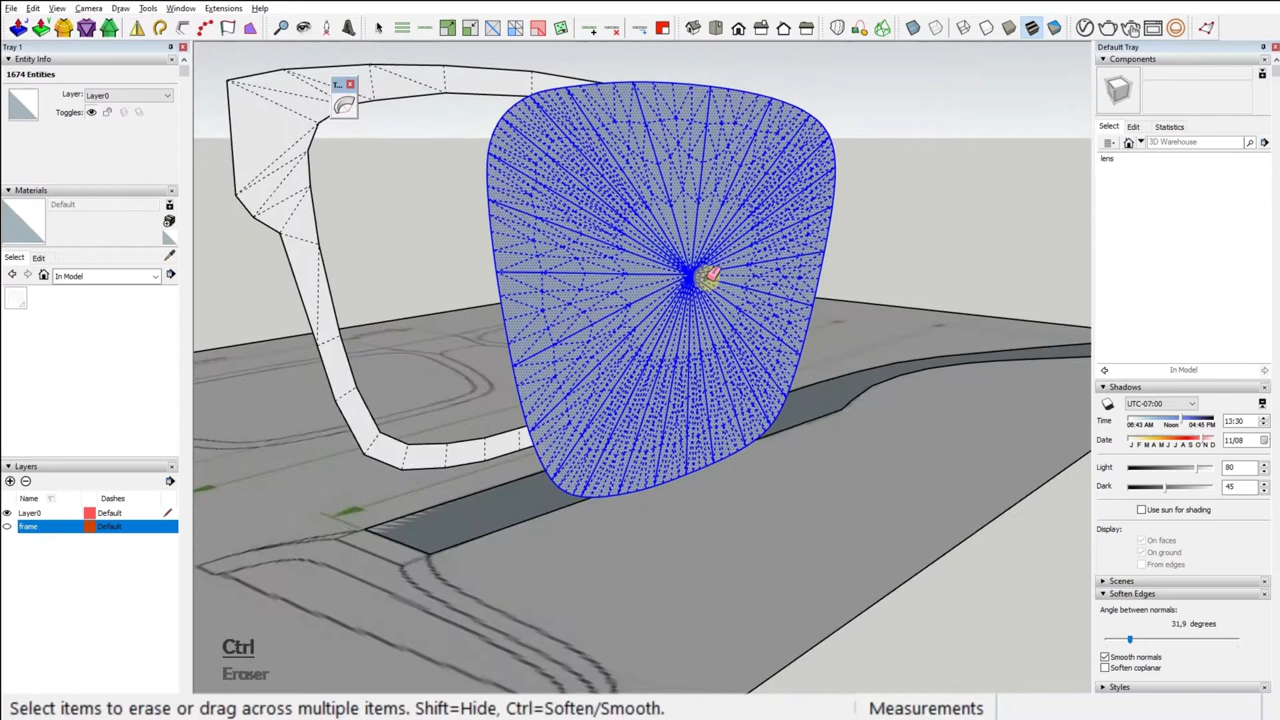 File Edit View Camera Draw Tools Window Extensions Help
Tray 1
Default Tray
Entity Info
1674 Entities
Layer: Layer0
Toggles:
Materials
Default
Select Edit
In Model
Layers
Name Dashes
Layer0 Default
frame Default
T...
Ctrl
Eraser
Components
Select Edit Statistics
3D Warehouse
lens
In Model
Shadows
UTC-07:00
Time 06:43 AM Noon 04:45 PM 13:30
Date J F M A M J J A S O N D 11/08
Light 80
Dark 45
Use sun for shading
Display:
On faces
On ground
From edges
Scenes
Soften Edges
Angle between normals:
31,9 degrees
Smooth normals
Soften coplanar
Styles
Select items to erase or drag across multiple items. Shift=Hide, Ctrl=Soften/Smooth. Measurements